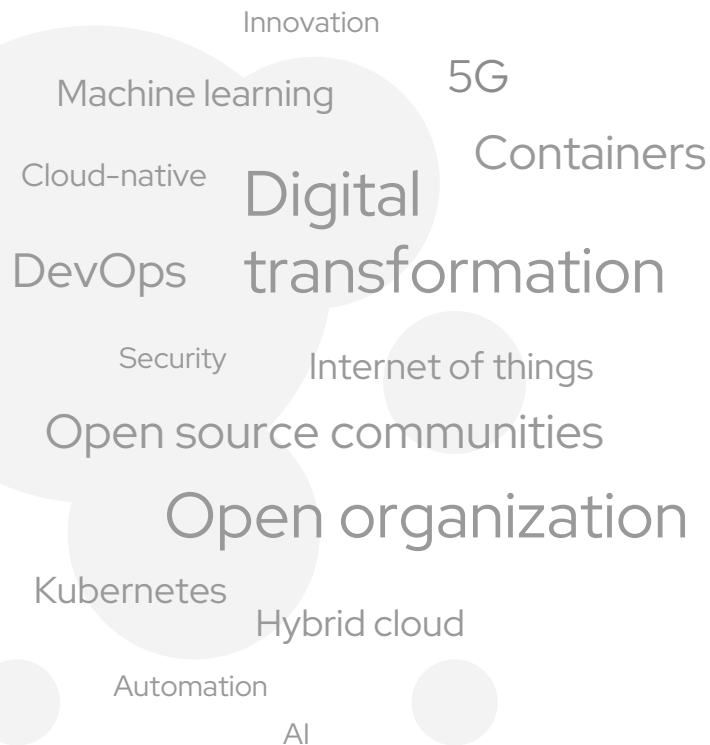 Innovation
5G
Machine learning
Containers
Cloud-native
Digital
transformation
DevOps
Security
Internet of things
Open source communities
Open organization
Kubernetes
Hybrid cloud
Automation
AI